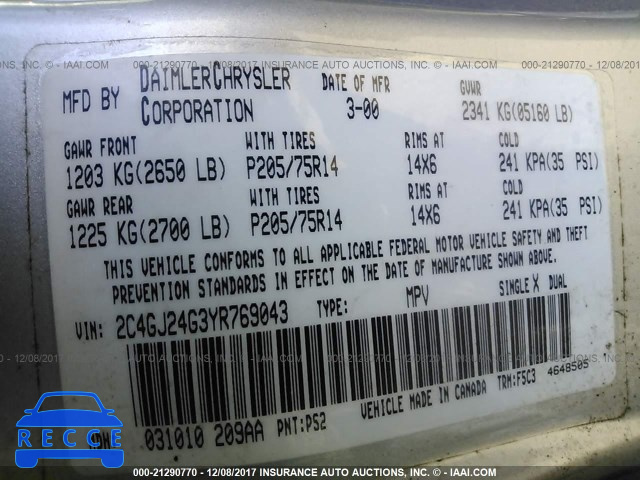 000-21290770 - 12/08/2017 INSURANCE AUTO AUCTIONS, INC. - © IAAI.COM
MFD BY DAIMLERCHRYSLER CORPORATION
DATE OF MFR 3-00
GVWR 2341 KG(05160 LB)
GAWR FRONT WITH TIRES RIMS AT COLD
1203 KG(2650 LB) P205/75R14 14X6 241 KPA(35 PSI)
GAWR REAR WITH TIRES RIMS AT COLD
1225 KG(2700 LB) P205/75R14 14X6 241 KPA(35 PSI)
THIS VEHICLE CONFORMS TO ALL APPLICABLE FEDERAL MOTOR VEHICLE SAFETY AND THEFT
PREVENTION STANDARDS IN EFFECT ON THE DATE OF MANUFACTURE SHOWN ABOVE.
VIN: 2C4GJ24G3YR769043 TYPE: MPV SINGLE X DUAL
MDH 031010 209AA PNT:PS2 VEHICLE MADE IN CANADA TRM:F5C3 4648505
RECGE
000-21290770 - 12/08/2017 INSURANCE AUTO AUCTIONS, INC. - © IAAI.COM